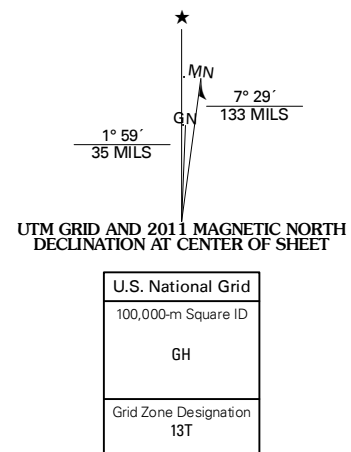 ★
MN
GN
7° 29´
133 MILS
1° 59´
35 MILS
UTM GRID AND 2011 MAGNETIC NORTH
DECLINATION AT CENTER OF SHEET
U.S. National Grid
100,000-m Square ID
GH
Grid Zone Designation
13T